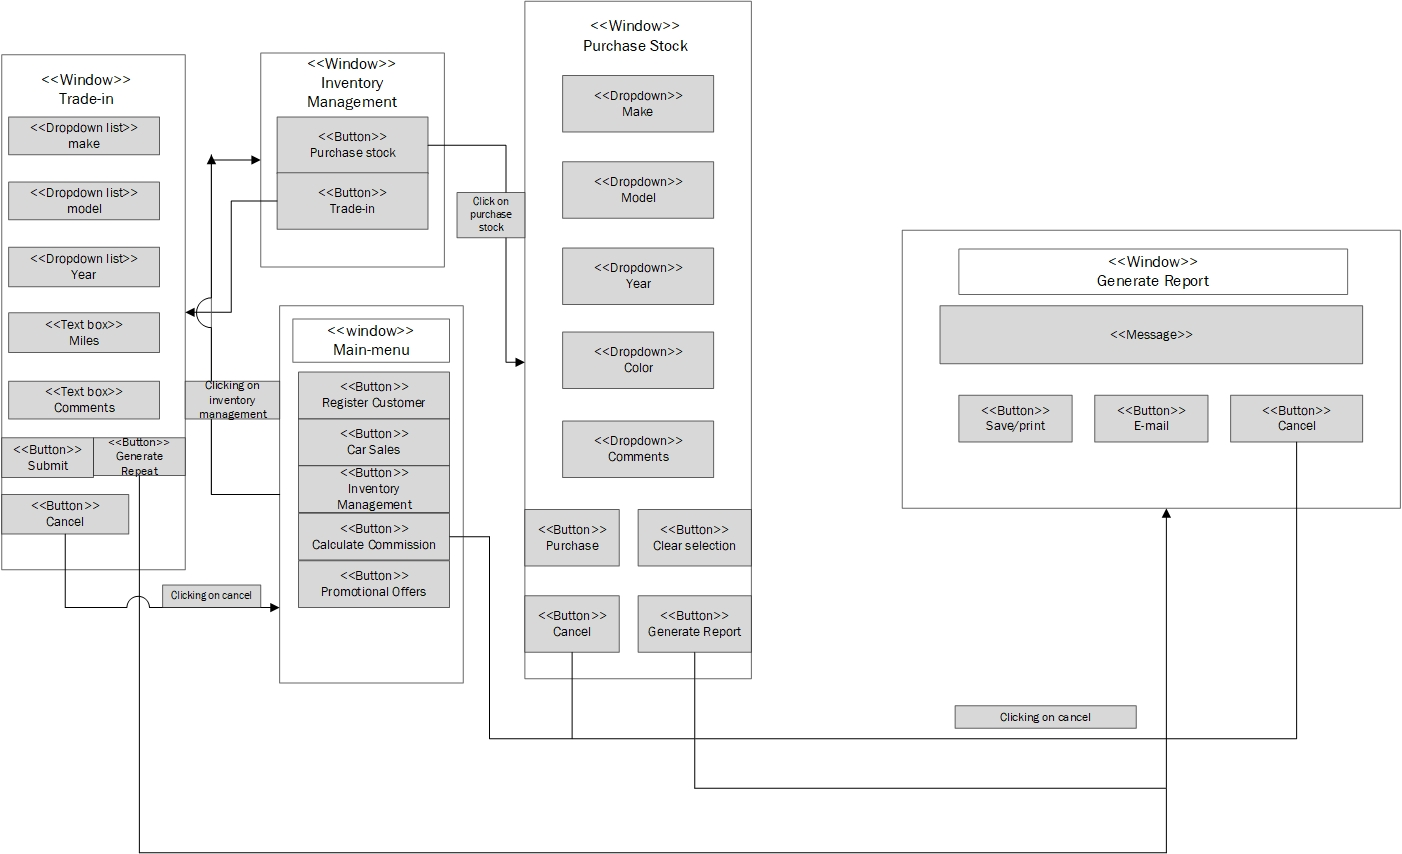 <<Window>>
Trade-in
<<Dropdown list>>
make
<<Dropdown list>>
model
<<Dropdown list>>
Year
<<Text box>>
Miles
<<Text box>>
Comments
<<Button>>
Submit
<<Button>>
Generate
Repeat
<<Button>>
Cancel
<<Window>>
Inventory
Management
<<Button>>
Purchase stock
<<Button>>
Trade-in
Click on
purchase
stock
Clicking on
inventory
management
Clicking on cancel
<<window>>
Main-menu
<<Button>>
Register Customer
<<Button>>
Car Sales
<<Button>>
Inventory
Management
<<Button>>
Calculate Commission
<<Button>>
Promotional Offers
<<Window>>
Purchase Stock
<<Dropdown>>
Make
<<Dropdown>>
Model
<<Dropdown>>
Year
<<Dropdown>>
Color
<<Dropdown>>
Comments
<<Button>>
Purchase
<<Button>>
Clear selection
<<Button>>
Cancel
<<Button>>
Generate Report
<<Window>>
Generate Report
<<Message>>
<<Button>>
Save/print
<<Button>>
E-mail
<<Button>>
Cancel
Clicking on cancel